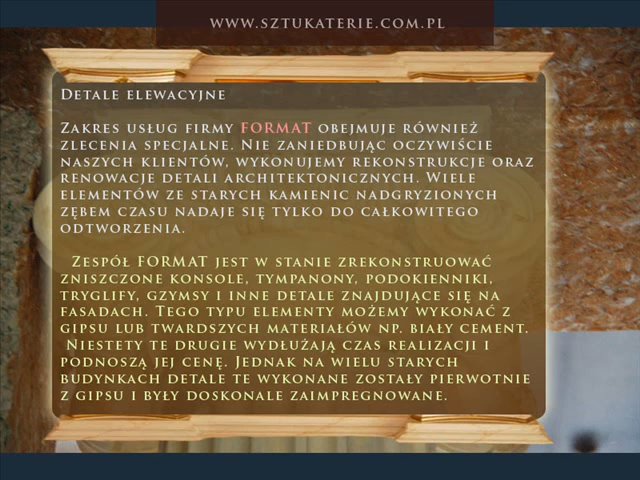 WWW.SZTUKATERIE.COM.PL
DETALE ELEWACYJNE
ZAKRES USŁUG FIRMY FORMAT OBEJMUJE RÓWNIEŻ
ZLECENIA SPECJALNE. NIE ZANIEDBUJĄC OCZYWIŚCIE
NASZYCH KLIENTÓW, WYKONUJEMY REKONSTRUKCJE ORAZ
RENOWACJE DETALI ARCHITEKTONICZNYCH. WIELE
ELEMENTÓW ZE STARYCH KAMIENIC NADGRYZIONYCH
ZĘBEM CZASU NADAJE SIĘ TYLKO DO CAŁKOWITEGO
ODTWORZENIA.
ZESPÓŁ FORMAT JEST W STANIE ZREKONSTRUOWAĆ
ZNISZCZONE KONSOLE, TYMPANONY, PODOKIENNIKI,
TRYGLIFY, GZYMSY I INNE DETALE ZNAJDUJĄCE SIĘ NA
FASADACH. TEGO TYPU ELEMENTY MOŻEMY WYKONAĆ Z
GIPSU LUB TWARDSZYCH MATERIAŁÓW NP. BIAŁY CEMENT.
NIESTETY TE DRUGIE WYDŁUŻAJĄ CZAS REALIZACJI I
PODNOSZĄ JEJ CENĘ. JEDNAK NA WIELU STARYCH
BUDYNKACH DETALE TE WYKONANE ZOSTAŁY PIERWOTNIE
Z GIPSU I BYŁY DOSKONALE ZAIMPREGNOWANE.